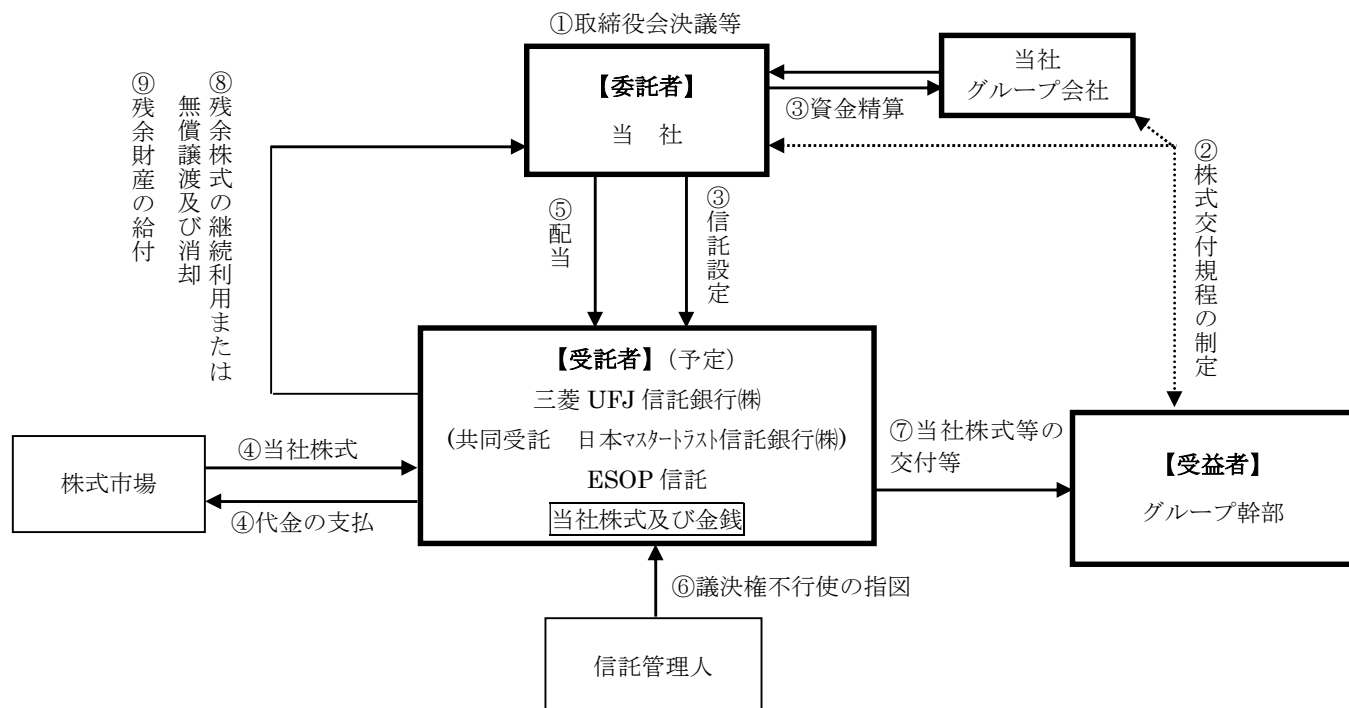 ①取締役会決議等
【委託者】
当　社
当社
グループ会社
③資金精算
②株式交付規程の制定
⑨残余財産の給付
⑧残余株式の継続利用または
無償譲渡及び消却
⑤配当
③信託設定
【受託者】(予定)
三菱 UFJ 信託銀行㈱
(共同受託　日本ﾏｽﾀｰﾄﾗｽﾄ信託銀行㈱)
ESOP 信託
当社株式及び金銭
株式市場
④当社株式
④代金の支払
⑦当社株式等の
交付等
【受益者】
グループ幹部
⑥議決権不行使の指図
信託管理人